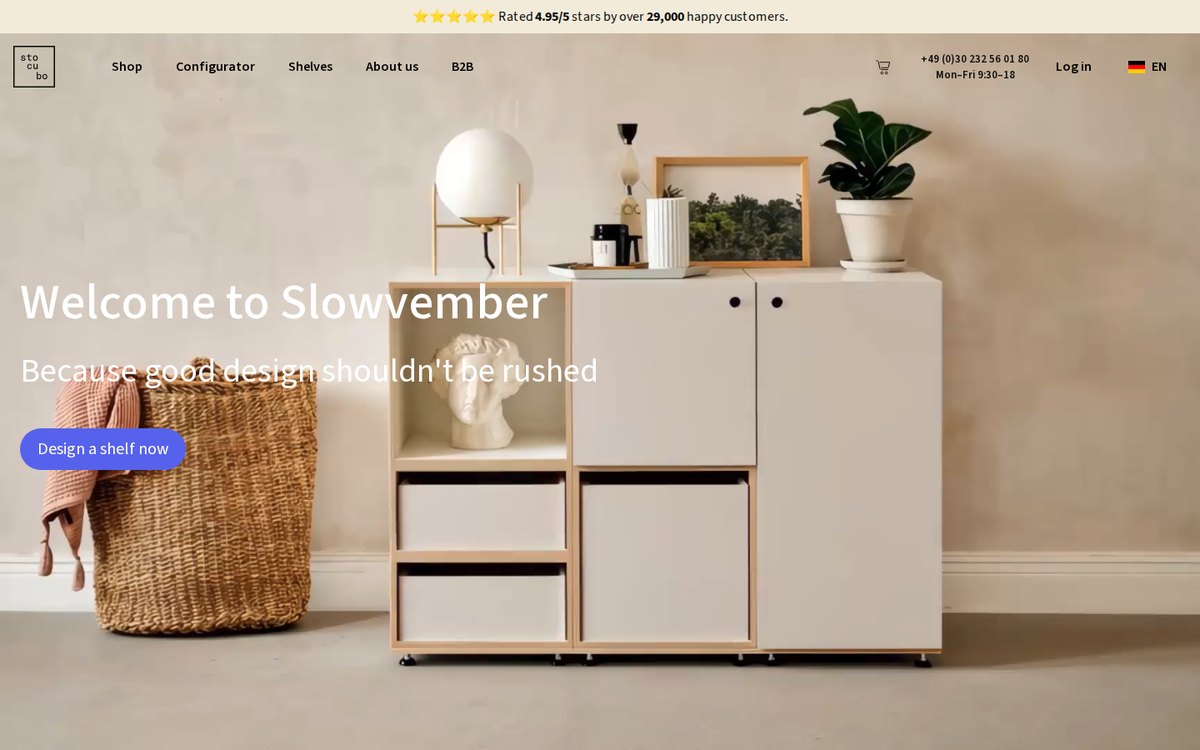 ⭐⭐⭐⭐⭐ Rated 4.95/5 stars by over 29,000 happy customers.
sto
cu
bo
Shop
Configurator
Shelves
About us
B2B
+49 (0)30 232 56 01 80
Mon–Fri 9:30–18
Log in
EN
Welcome to Slowvember
Because good design shouldn't be rushed
Design a shelf now